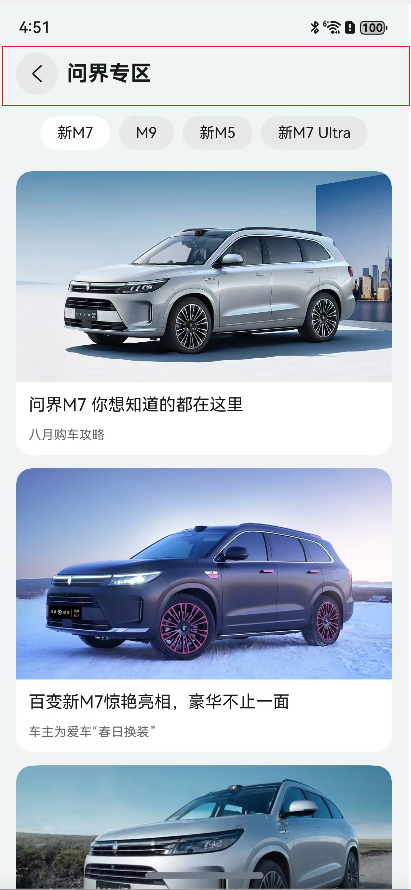 4:51
100
问界专区
新M7
M9
新M5
新M7 Ultra
问界M7 你想知道的都在这里
八月购车攻略
百变新M7惊艳亮相，豪华不止一面
车主为爱车“春日换装”